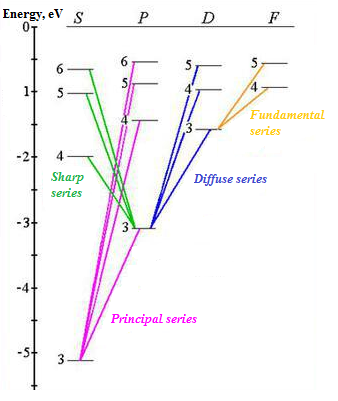 Energy, eV
S P D F
0
-1
-2
-3
-4
-5
6
5
4
3
6
5
4
3
5
4
3
5
4
Sharp
series
Principal series
Diffuse series
Fundamental
series